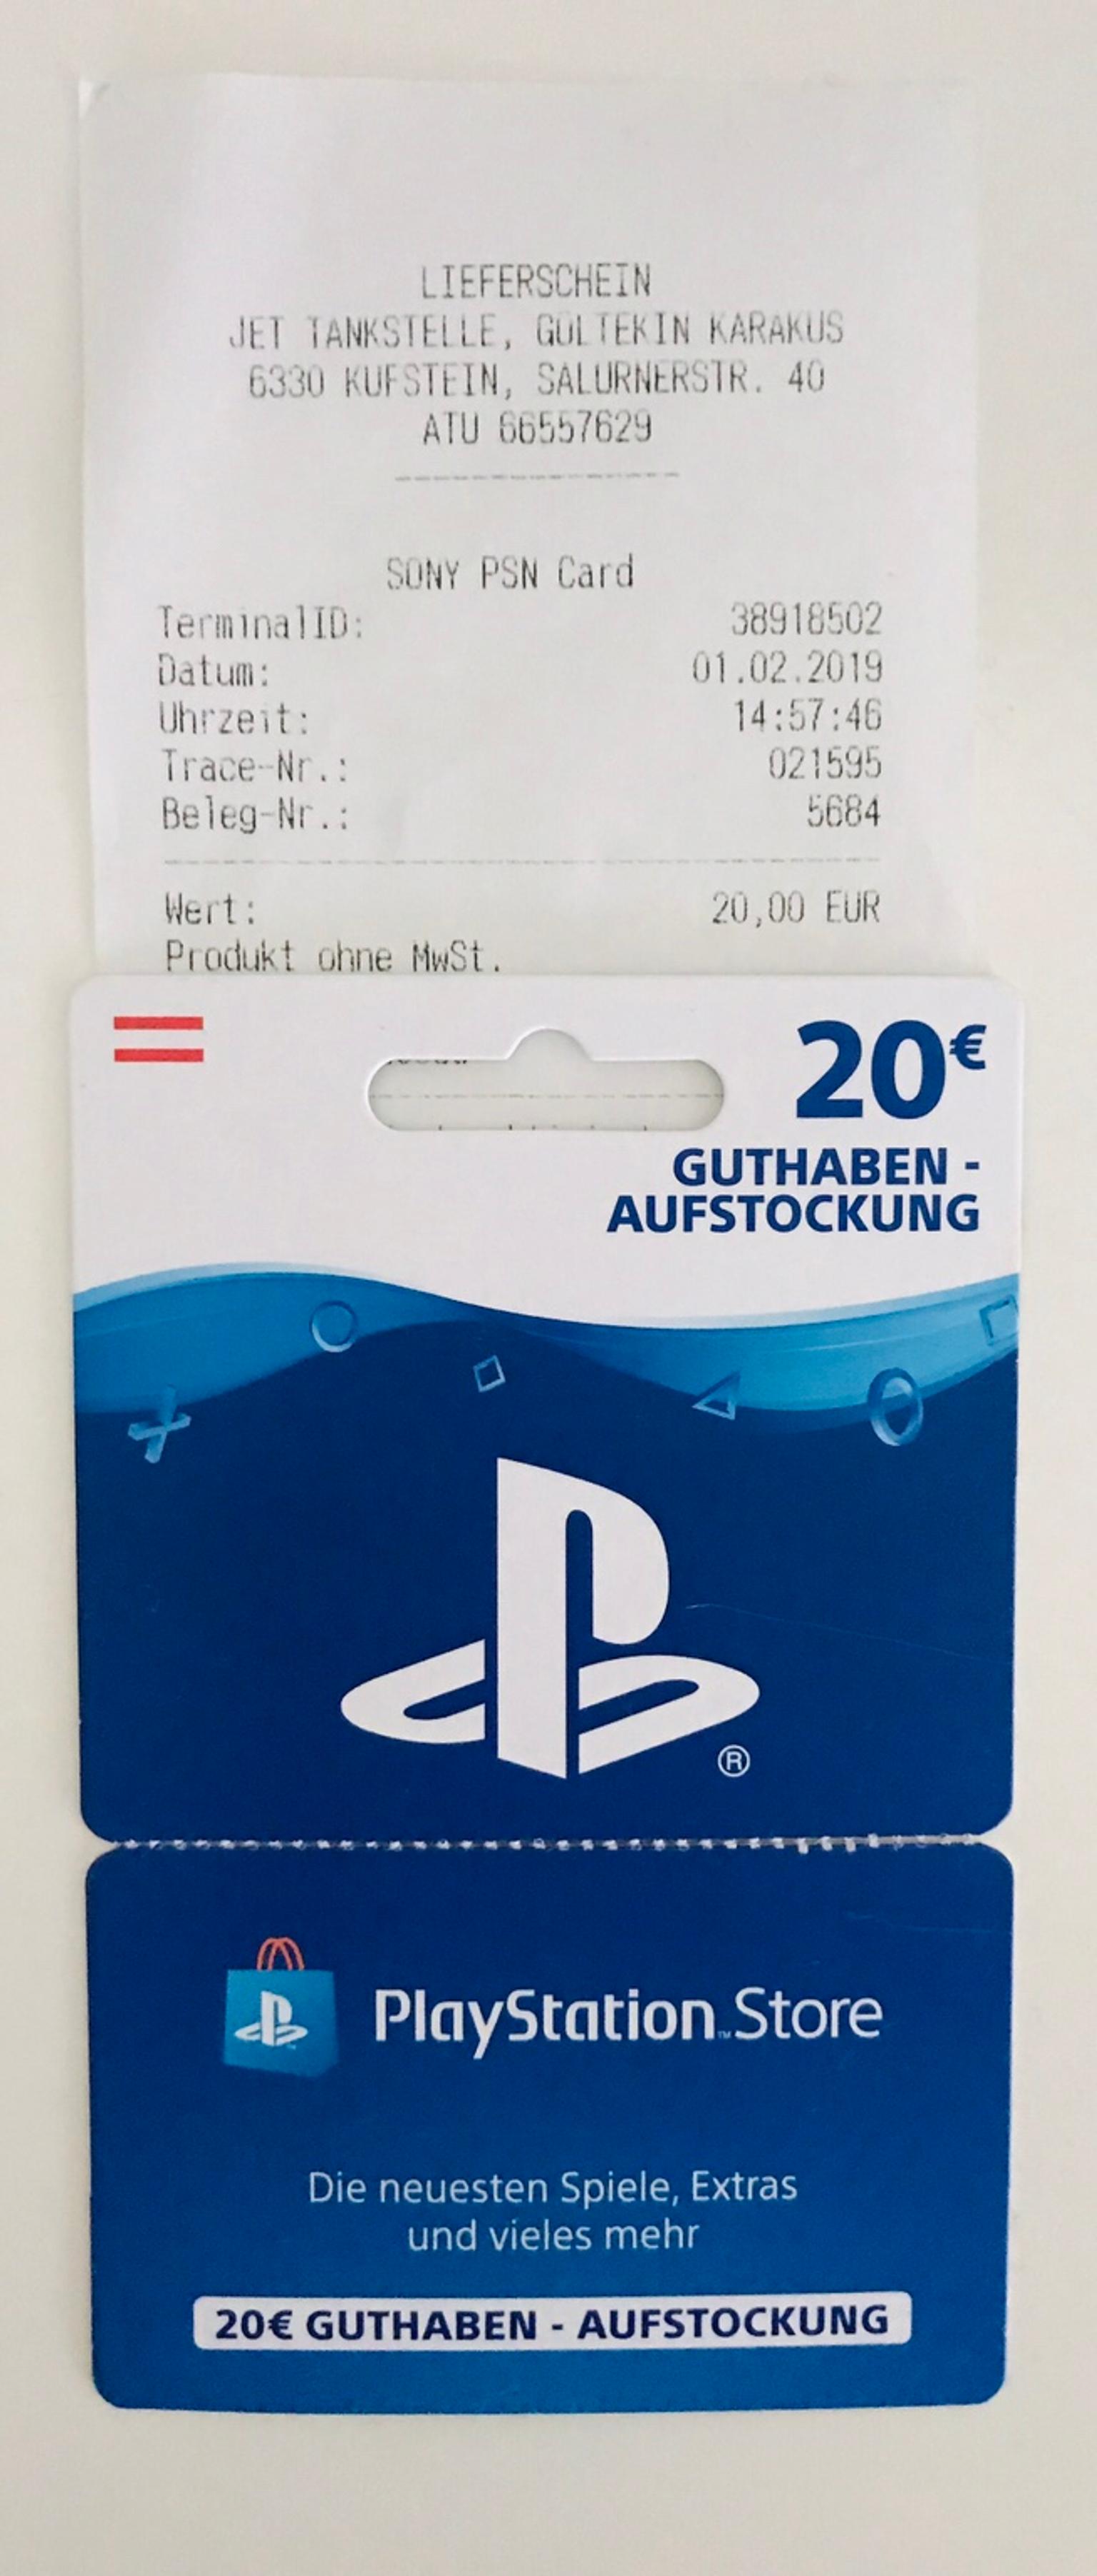 LIEFERSCHEIN
JET TANKSTELLE, GÜLTEKIN KARAKUS
6330 KUFSTEIN, SALURNERSTR. 40
ATU 66557629
SONY PSN Card
TerminalID: 38918502
Datum: 01.02.2019
Uhrzeit: 14:57:46
Trace-Nr.: 021595
Beleg-Nr.: 5684
Wert: 20,00 EUR
Produkt ohne MwSt.
20€
GUTHABEN -
AUFSTOCKUNG
®
PlayStation™Store
Die neuesten Spiele, Extras
und vieles mehr
20€ GUTHABEN - AUFSTOCKUNG